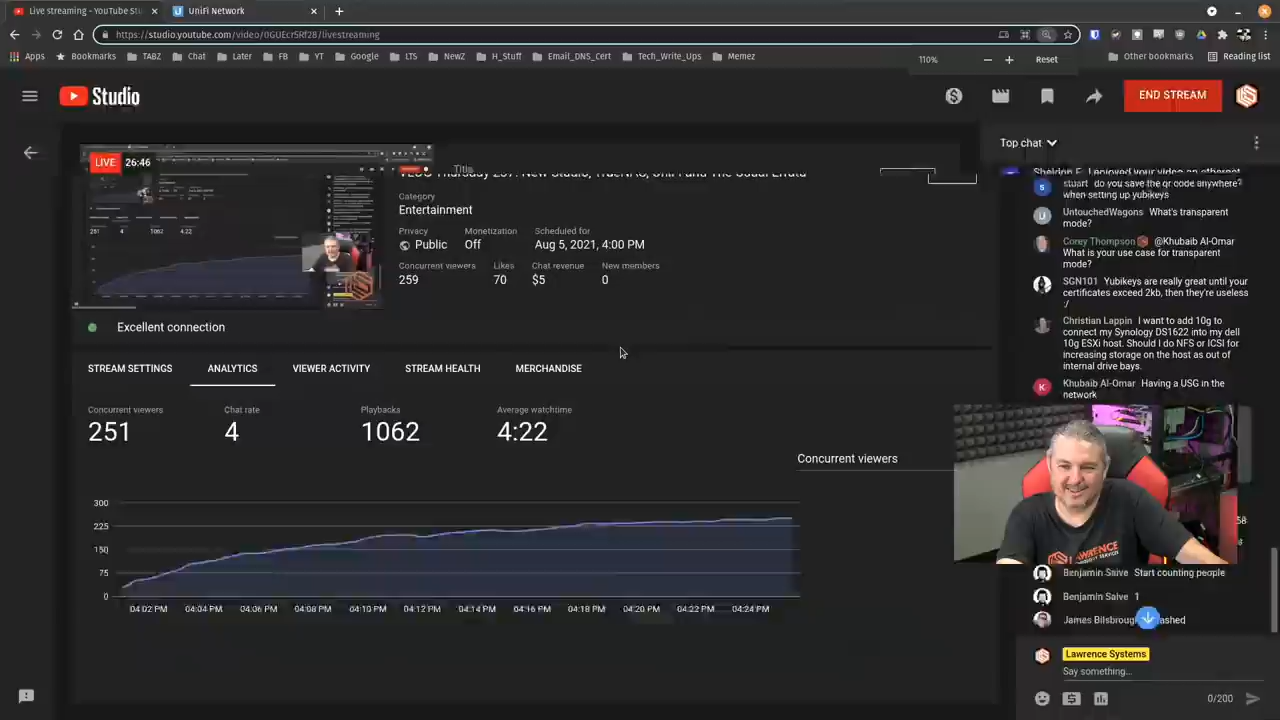 Live streaming - YouTube St
UniFi Network
https://studio.youtube.com/video/0GUEcrSRf28/livestreaming
Apps
Bookmarks
TABZ
Chat
Later
FB
YT
Google
LTS
NewZ
H_Stuff
Email_DNS_Cert
Tech_Write_Ups
Memez
Other bookmarks
Reading list
110%
Reset
Studio
END STREAM
LIVE 26:46
Title
Category
Entertainment
Privacy
Monetization
Scheduled for
Public
Off
Aug 5, 2021, 4:00 PM
Concurrent viewers
Likes
Chat revenue
New members
259
70
$5
0
Excellent connection
STREAM SETTINGS
ANALYTICS
VIEWER ACTIVITY
STREAM HEALTH
MERCHANDISE
Concurrent viewers
Chat rate
Playbacks
Average watchtime
251
4
1062
4:22
Concurrent viewers
300
225
150
75
0
04:02 PM
04:04 PM
04:06 PM
04:08 PM
04:10 PM
04:12 PM
04:14 PM
04:16 PM
04:18 PM
04:20 PM
04:22 PM
04:24 PM
Top chat
stuart do you save the qr code anywhere?
when setting up yubikeys
UntouchedWagons What's transparent
mode?
Corey Thompson @Khubaib Al-Omar
What is your use case for transparent
mode?
SGN101 Yubikeys are really great until your
certificates exceed 2kb, then they're useless
:/
Christian Lappin I want to add 10g to
connect my Synology DS1622 into my dell
10g ESXi host. Should I do NFS or ICSI for
increasing storage on the host as out of
internal drive bays.
Khubaib Al-Omar Having a USG in the
network
LAWRENCE
Benjamin Saive Start counting people
Benjamin Saive 1
James Bilsbrough
Lawrence Systems
Say something...
0/200